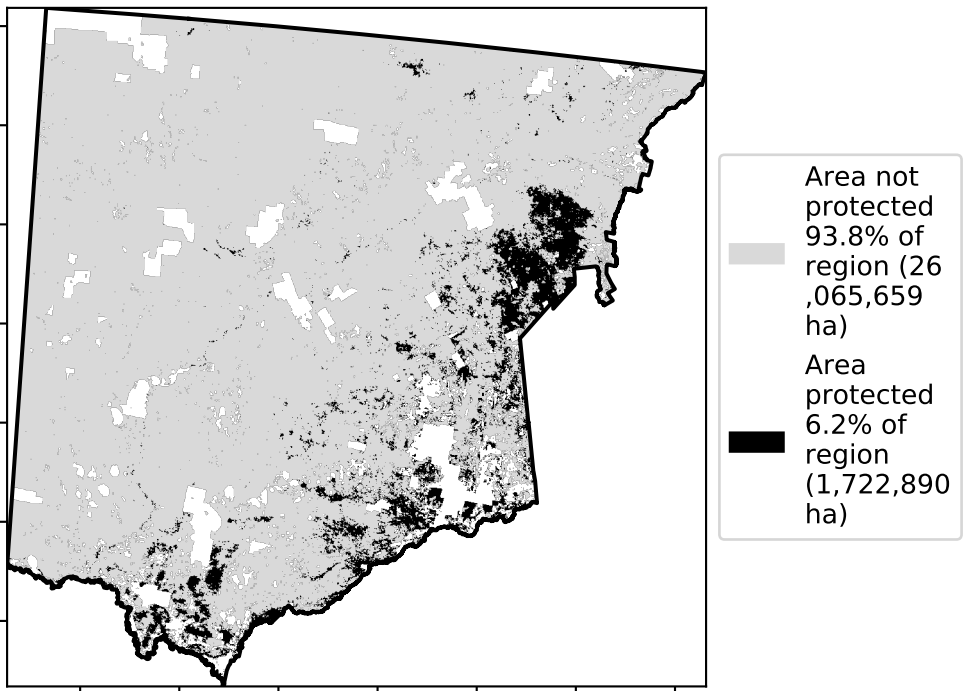 Area not
protected
93.8% of
region (26
,065,659
ha)
Area
protected
6.2% of
region
(1,722,890
ha)